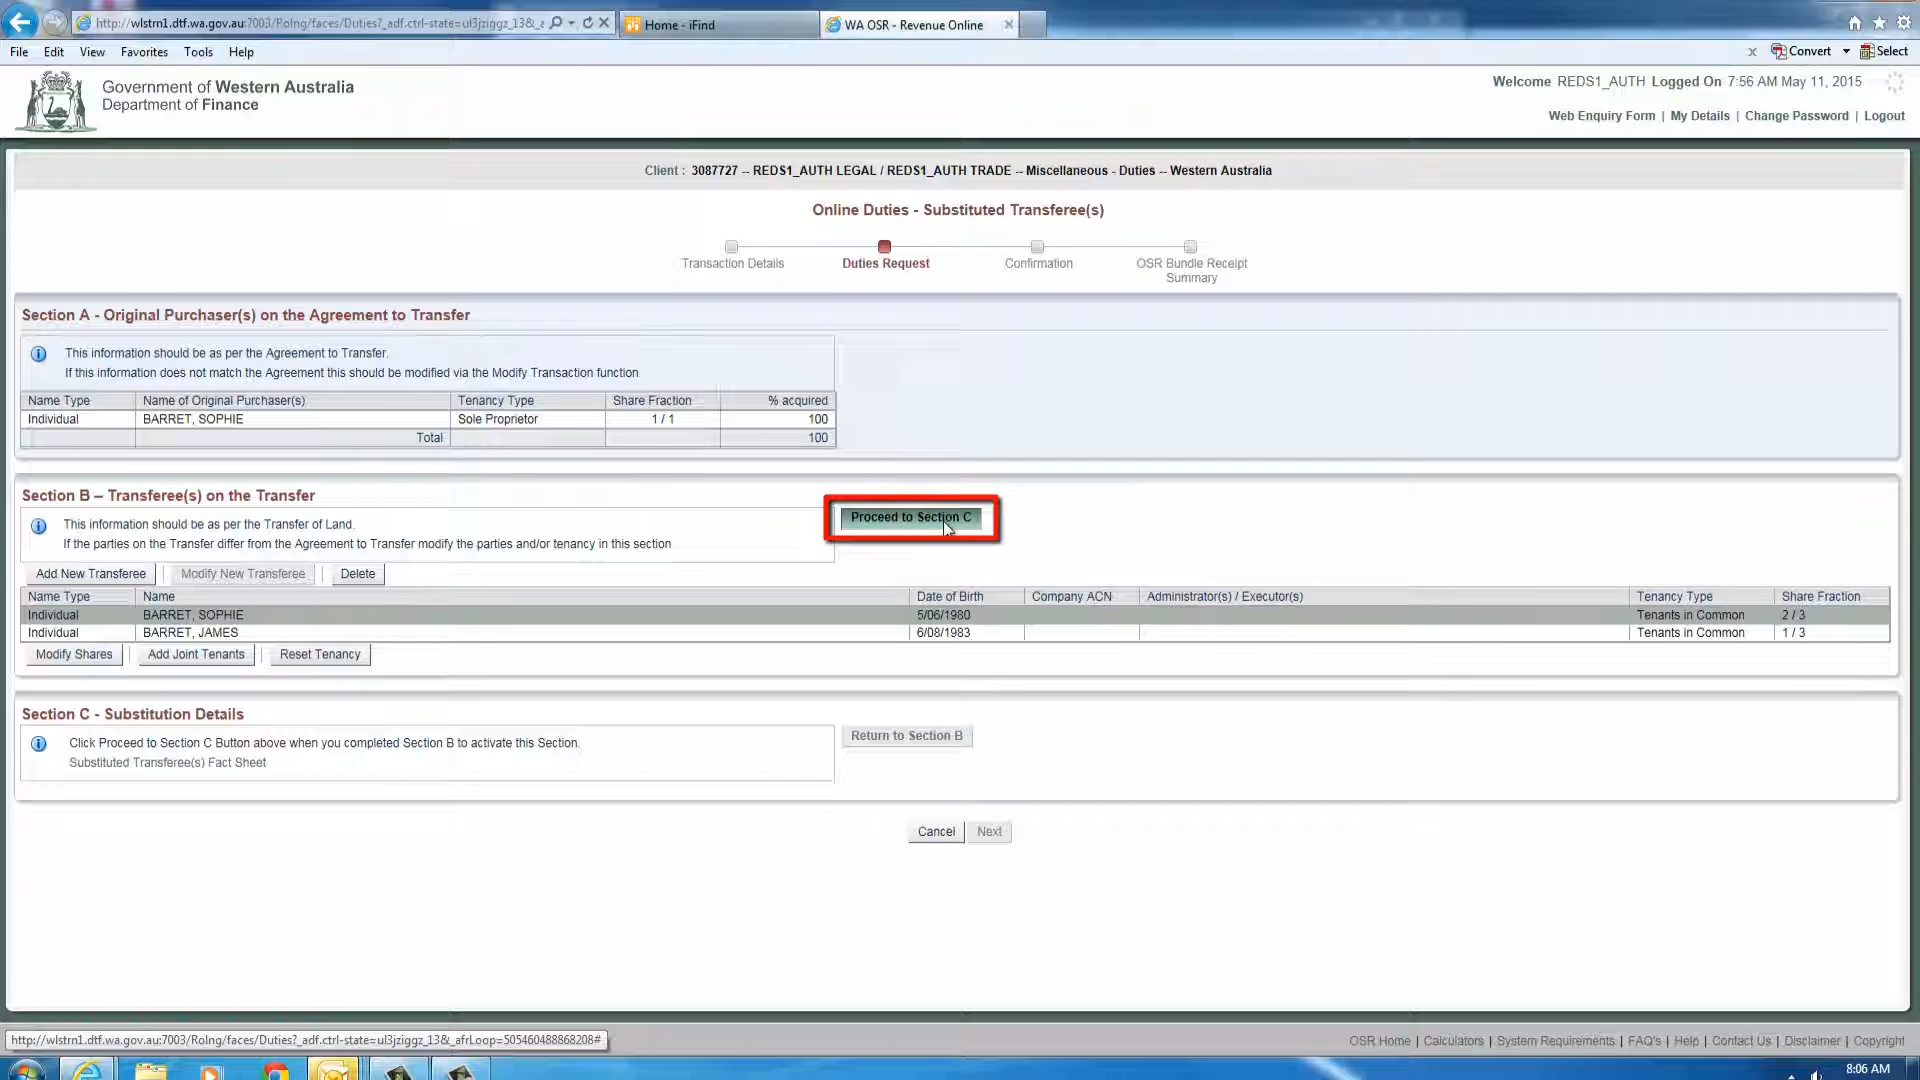 http://wlstrn1.dtf.wa.gov.au:7003/Rolng/faces/Duties?_adf.ctrl-state=ul3jziggz_13&_a
Home - iFind
WA OSR - Revenue Online
File Edit View Favorites Tools Help
x Convert Select
Government of Western Australia
Department of Finance
Welcome REDS1_AUTH Logged On 7:56 AM May 11, 2015
Web Enquiry Form | My Details | Change Password | Logout
Client : 3087727 -- REDS1_AUTH LEGAL / REDS1_AUTH TRADE -- Miscellaneous - Duties -- Western Australia
Online Duties - Substituted Transferee(s)
Transaction Details Duties Request Confirmation OSR Bundle Receipt
Summary
Section A - Original Purchaser(s) on the Agreement to Transfer
This information should be as per the Agreement to Transfer.
If this information does not match the Agreement this should be modified via the Modify Transaction function
Name Type Name of Original Purchaser(s) Tenancy Type Share Fraction % acquired
Individual BARRET, SOPHIE Sole Proprietor 1 / 1 100
Total 100
Section B – Transferee(s) on the Transfer
Proceed to Section C
This information should be as per the Transfer of Land.
If the parties on the Transfer differ from the Agreement to Transfer modify the parties and/or tenancy in this section
Add New Transferee Modify New Transferee Delete
Name Type Name Date of Birth Company ACN Administrator(s) / Executor(s) Tenancy Type Share Fraction
Individual BARRET, SOPHIE 5/06/1980 Tenants in Common 2 / 3
Individual BARRET, JAMES 6/08/1983 Tenants in Common 1 / 3
Modify Shares Add Joint Tenants Reset Tenancy
Section C - Substitution Details
Click Proceed to Section C Button above when you completed Section B to activate this Section.
Return to Section B
Substituted Transferee(s) Fact Sheet
Cancel Next
http://wlstrn1.dtf.wa.gov.au:7003/Rolng/faces/Duties?_adf.ctrl-state=ul3jziggz_13&_afrLoop=505460488868208#
OSR Home | Calculators | System Requirements | FAQ's | Help | Contact Us | Disclaimer | Copyright
8:06 AM